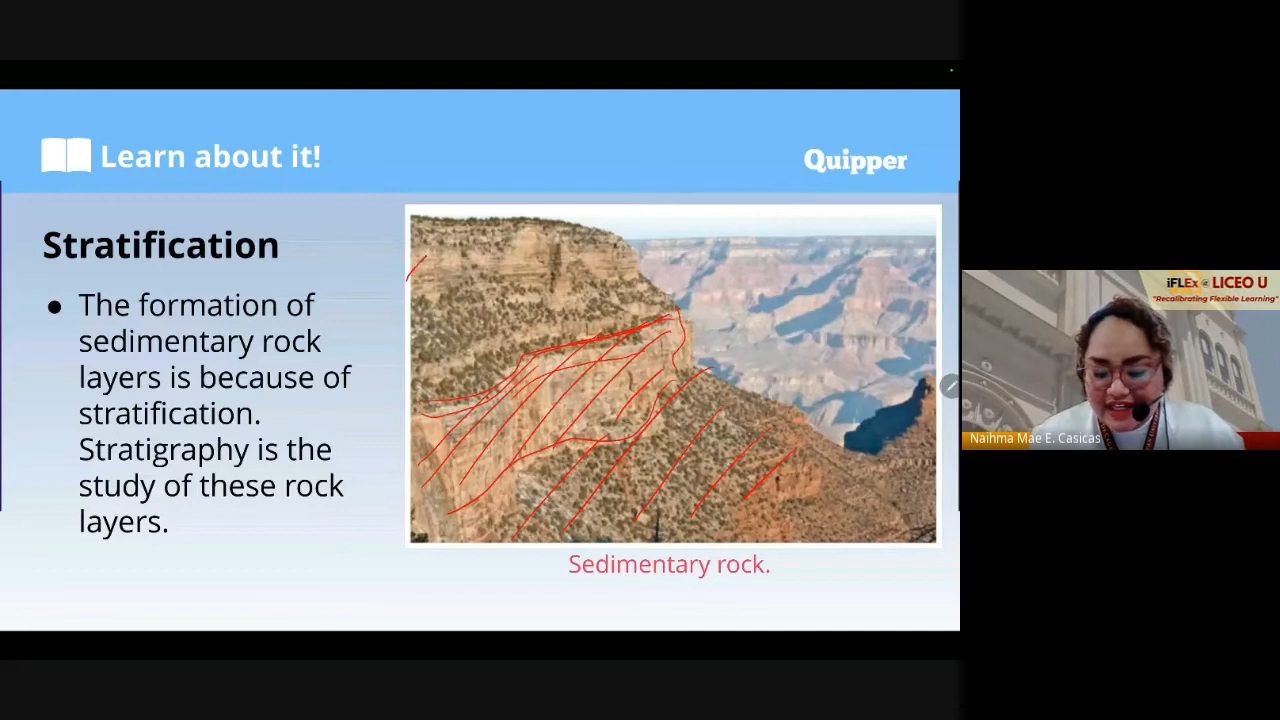 Learn about it!
Quipper
Stratification
● The formation of
sedimentary rock
layers is because of
stratification.
Stratigraphy is the
study of these rock
layers.
Sedimentary rock.
iFLEx @ LICEO U
"Recalibrating Flexible Learning"
Naihma Mae E. Casicas